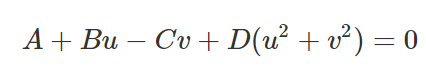 A + Bu − Cv + D(u² + v²) = 0